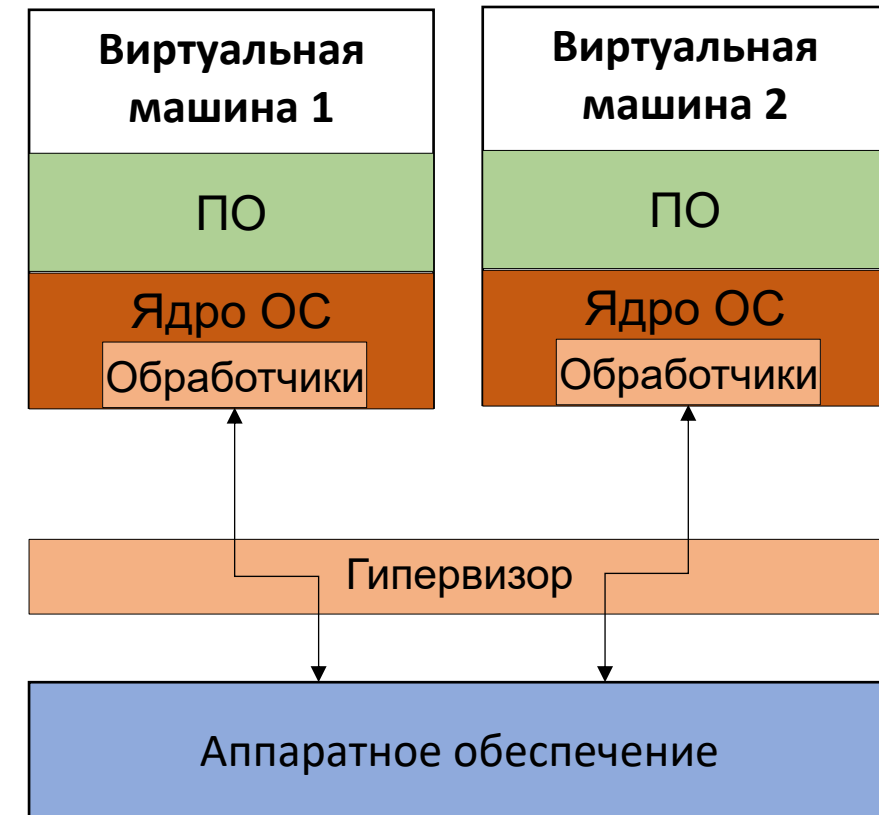 Виртуальная
машина 1
ПО
Ядро ОС
Обработчики
Виртуальная
машина 2
ПО
Ядро ОС
Обработчики
Гипервизор
Аппаратное обеспечение